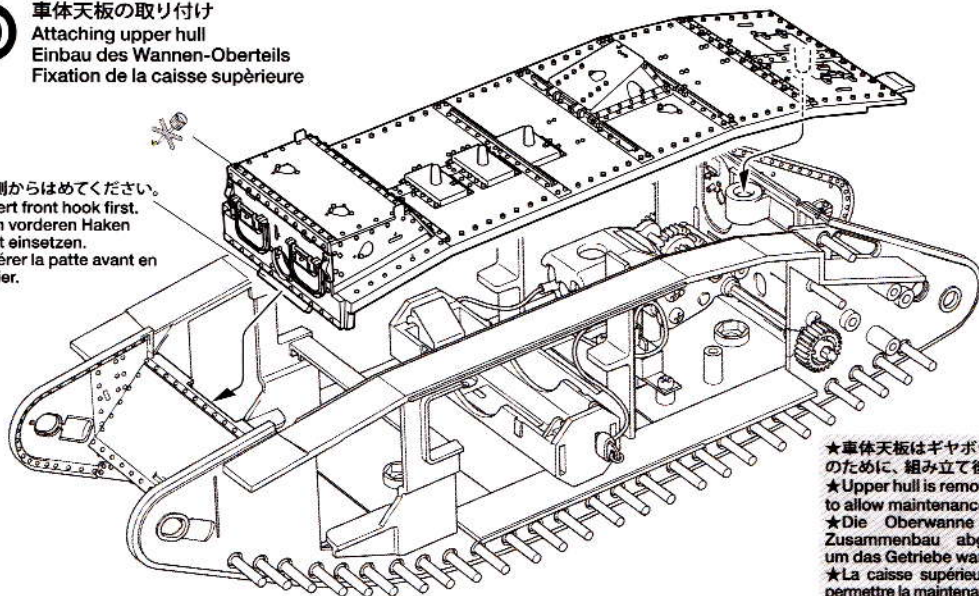 車体天板の取り付け
Attaching upper hull
Einbau des Wannen-Oberteils
Fixation de la caisse supèrieure
側からはめてください。
ert front hook first.
vorderen Haken
t einsetzen.
érer la patte avant en
ier.
★車体天板はギヤボ
のために、組み立て
★Upper hull is remo
to allow maintenance
★Die Oberwanne
Zusammenbau
um das Getriebe wa
★La caisse supérieu
permettre la maintena